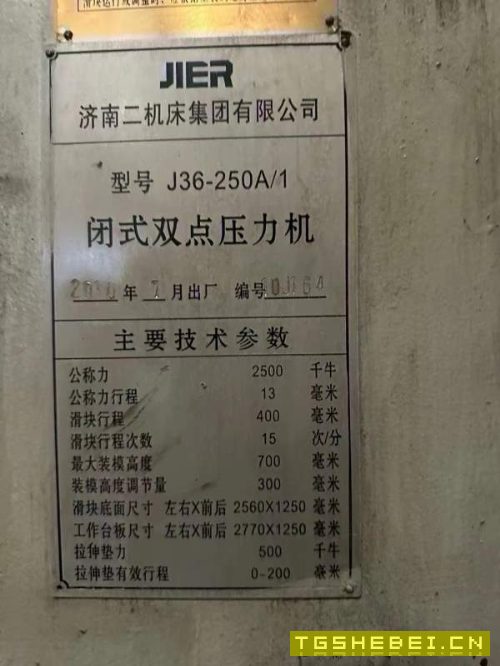 JIER
济南二机床集团有限公司
型号 J36-250A/1
闭式双点压力机
年 月出厂 编号
主要技术参数
公称力 2500 千牛
公称力行程 13 毫米
滑块行程 400 毫米
滑块行程次数 15 次/分
最大装模高度 700 毫米
装模高度调节量 300 毫米
滑块底面尺寸 左右X前后 2560X1250 毫米
工作台板尺寸 左右X前后 2770X1250 毫米
拉伸垫力 500 千牛
拉伸垫有效行程 0-200 毫米
TGSHEBEI.CN